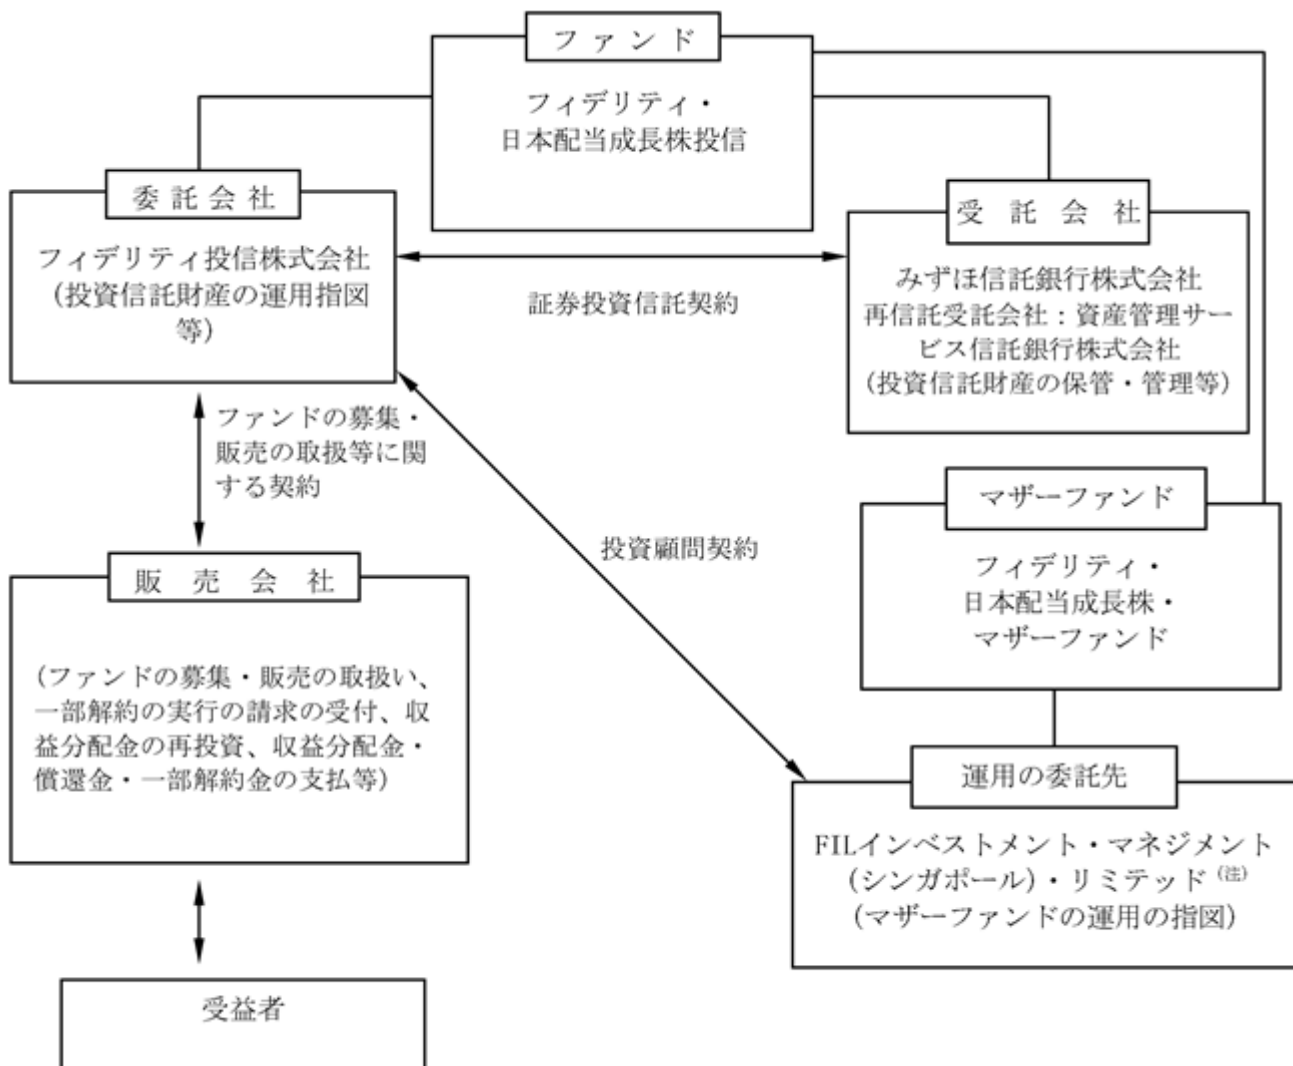 ファンド
フィデリティ・
日本配当成長株投信
委託会社
フィデリティ投信株式会社
（投資信託財産の運用指図
等）
証券投資信託契約
受託会社
みずほ信託銀行株式会社
再信託受託会社：資産管理サー
ビス信託銀行株式会社
（投資信託財産の保管・管理等）
ファンドの募集・
販売の取扱等に関
する契約
投資顧問契約
マザーファンド
フィデリティ・
日本配当成長株・
マザーファンド
販売会社
（ファンドの募集・販売の取扱い、
一部解約の実行の請求の受付、収
益分配金の再投資、収益分配金・
償還金・一部解約金の支払等）
運用の委託先
FILインベストメント・マネジメント
（シンガポール）・リミテッド（注）
（マザーファンドの運用の指図）
受益者